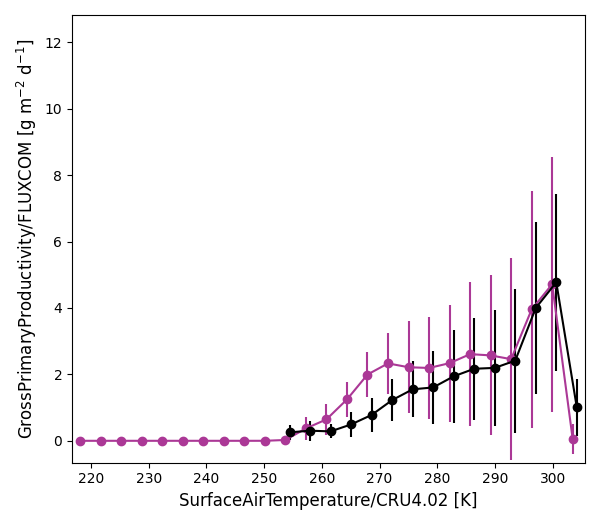 GrossPrimaryProductivity/FLUXCOM [g m⁻² d⁻¹]
12
10
8
6
4
2
0
220 230 240 250 260 270 280 290 300
SurfaceAirTemperature/CRU4.02 [K]